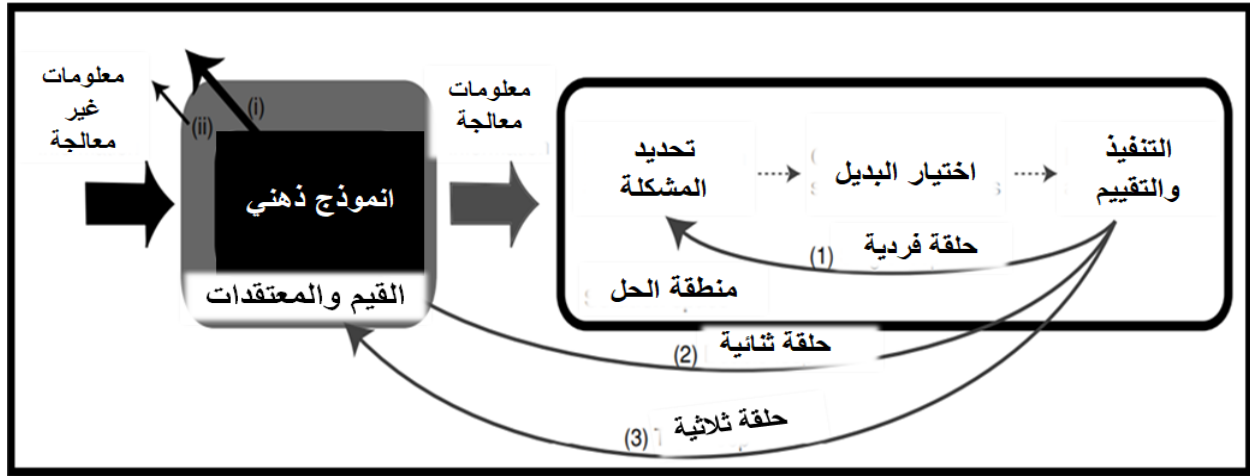 معلومات
غير
معالجة
(ii)
(i)
انموذج ذهني
القيم والمعتقدات
معلومات
معالجة
تحديد
المشكلة
اختيار البديل
التنفيذ
والتقييم
(1) حلقة فردية
منطقة الحل
(2) حلقة ثنائية
(3) حلقة ثلاثية